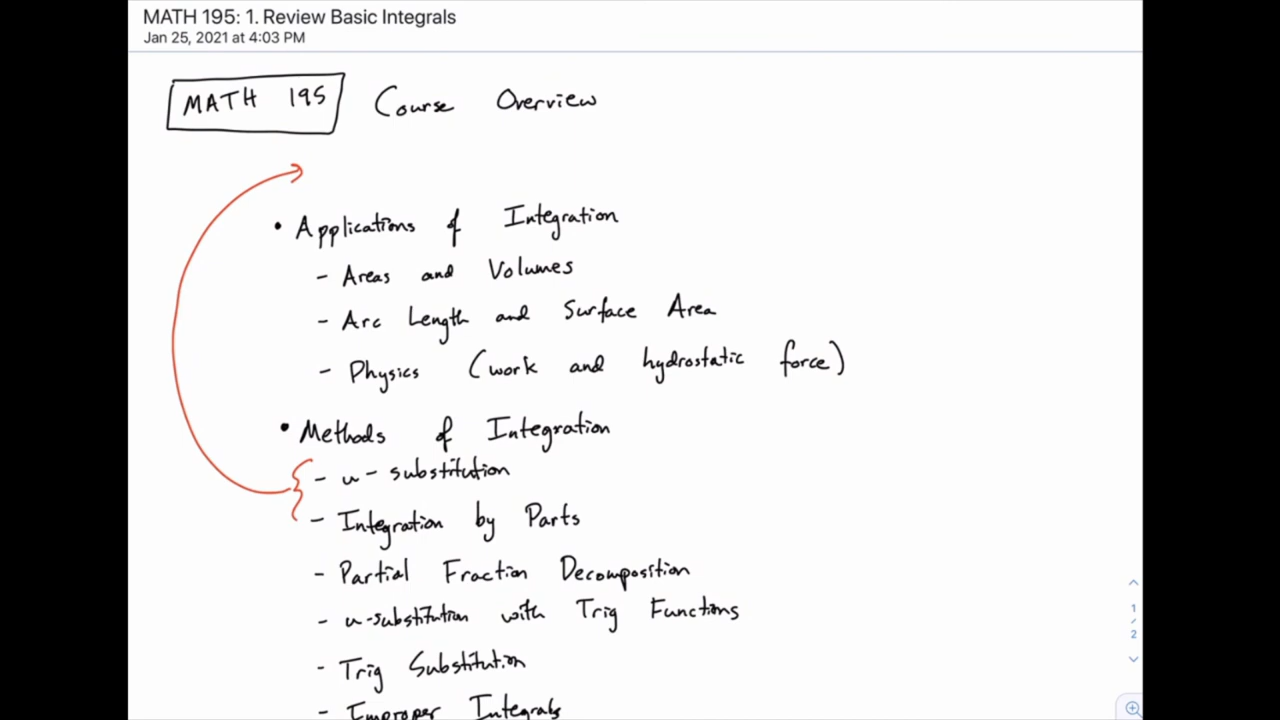 MATH 195: 1. Review Basic Integrals
Jan 25, 2021 at 4:03 PM
MATH 195 Course Overview
• Applications of Integration
- Areas and Volumes
- Arc Length and Surface Area
- Physics (work and hydrostatic force)
• Methods of Integration
- u-substitution
- Integration by Parts
- Partial Fraction Decomposition
- u-substitution with Trig Functions
- Trig Substitution
- Improper Integrals
1
/
2